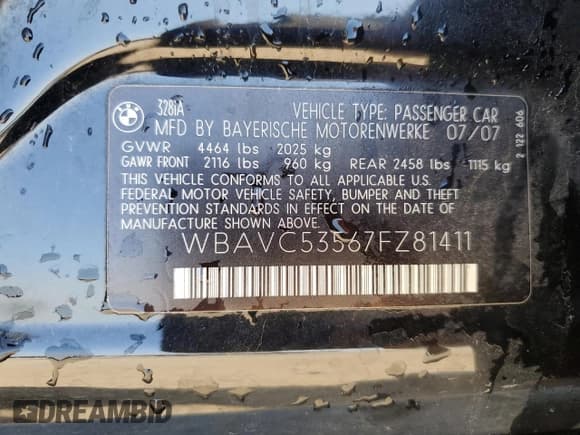 BMW
328iA
VEHICLE TYPE: PASSENGER CAR
MFD BY BAYERISCHE MOTORENWERKE 07/07
GVWR 4464 lbs 2025 kg
GAWR FRONT 2116 lbs 960 kg REAR 2458 lbs 1115 kg
THIS VEHICLE CONFORMS TO ALL APPLICABLE U.S.
FEDERAL MOTOR VEHICLE SAFETY, BUMPER AND THEFT
PREVENTION STANDARDS IN EFFECT ON THE DATE OF
MANUFACTURE SHOWN ABOVE.
WBAVC53567FZ81411
2 122 606
DREAMBID